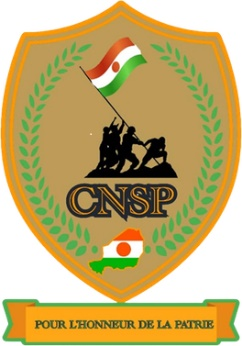 CNSP
POUR L'HONNEUR DE LA PATRIE